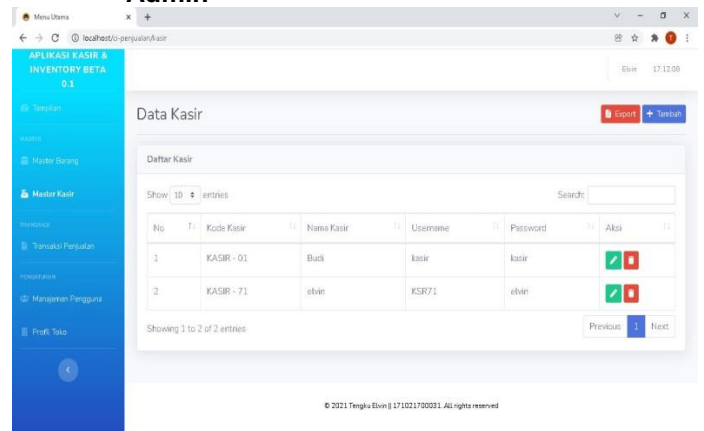 Admin
Menu Utama
localhost/ci-penjualan/kasir
APLIKASI KASIR &
INVENTORY BETA
0.1
Elvin 17:12:08
Tampilan
Data Kasir
Export + Tambah
MASTER
Master Barang
Daftar Kasir
Master Kasir
Show 10 entries
Search:
TRANSAKSI
Transaksi Penjualan
No Kode Kasir Nama Kasir Username Password Aksi
1 KASIR - 01 Budi kasir kasir
PENGATURAN
Manajemen Pengguna
2 KASIR - 71 elvin KSR71 elvin
Profil Toko
Showing 1 to 2 of 2 entries
Previous 1 Next
© 2021 Tengku Elvin || 171021700031. All rights reserved